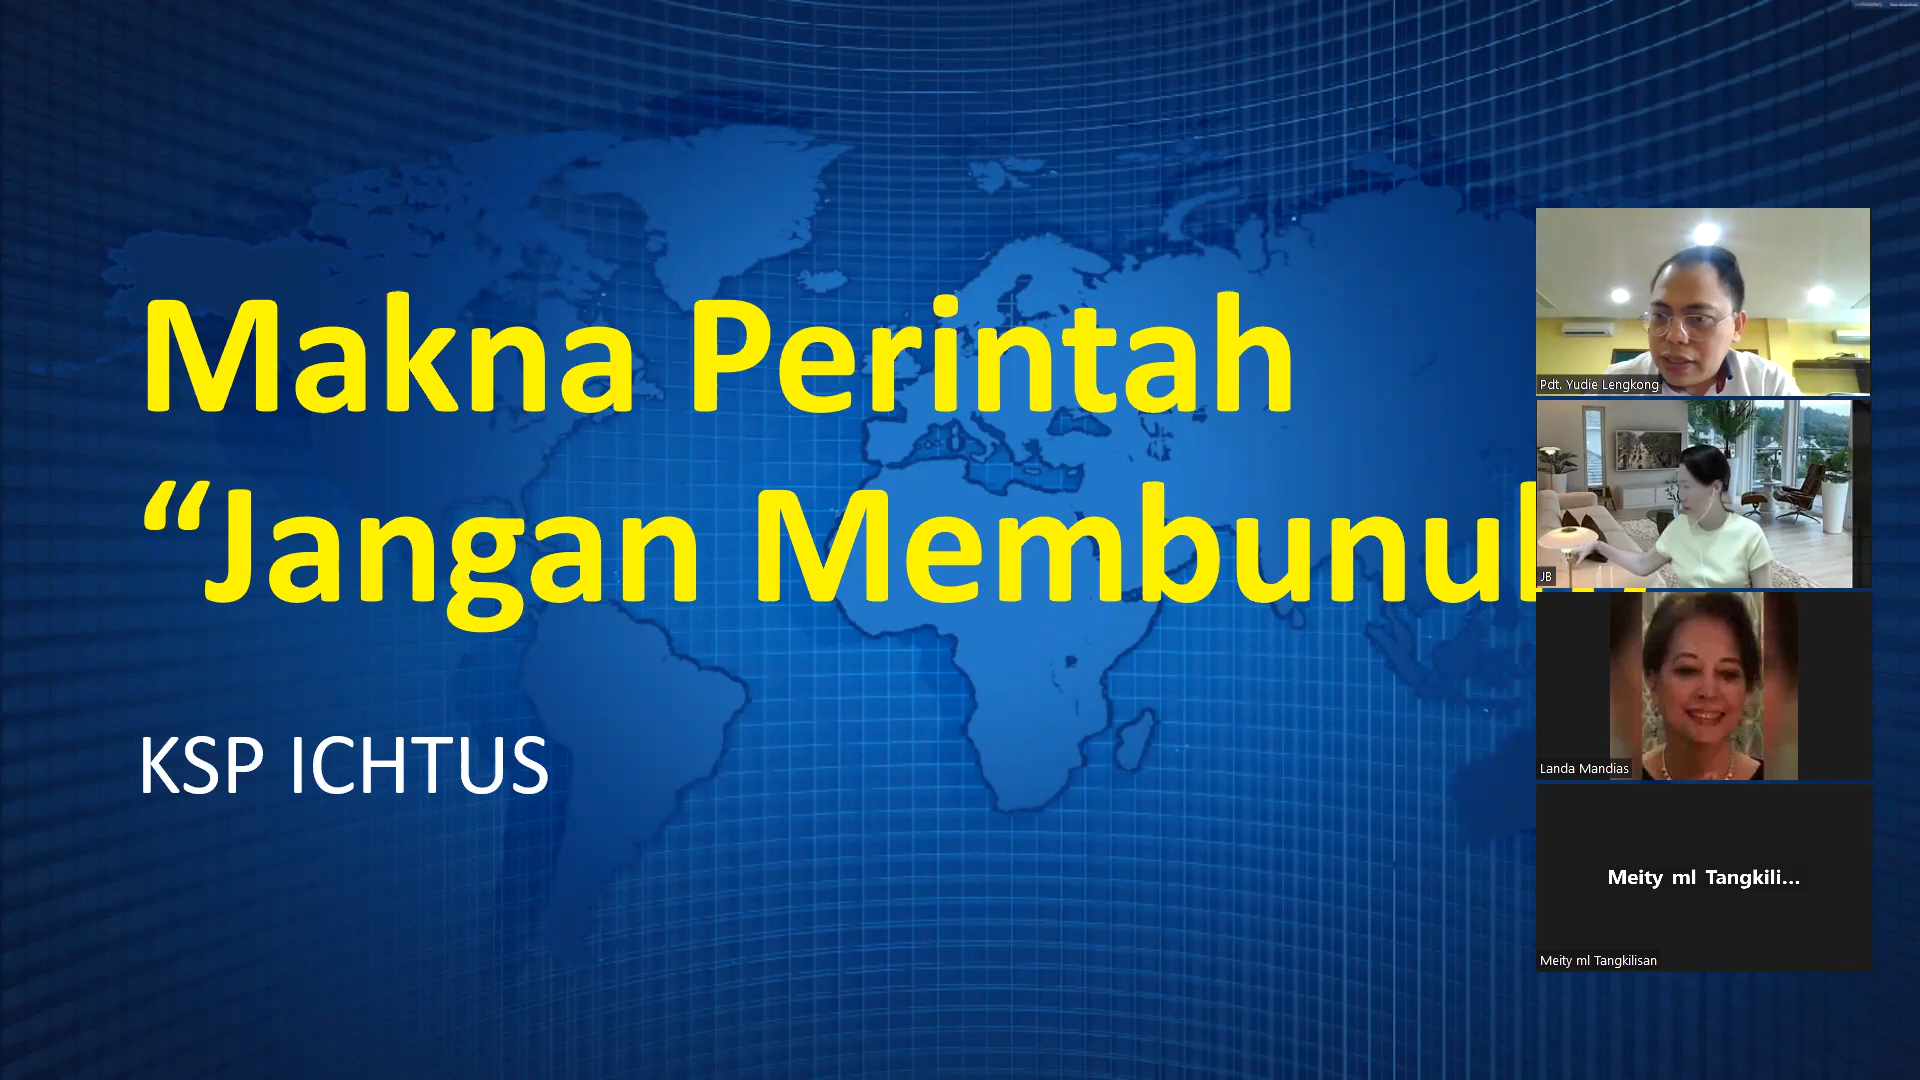 Makna Perintah
“Jangan Membunuh
KSP ICHTUS
Pdt. Yudie Lengkong
JB
Landa Mandias
Meity ml Tangkili...
Meity ml Tangkilisan